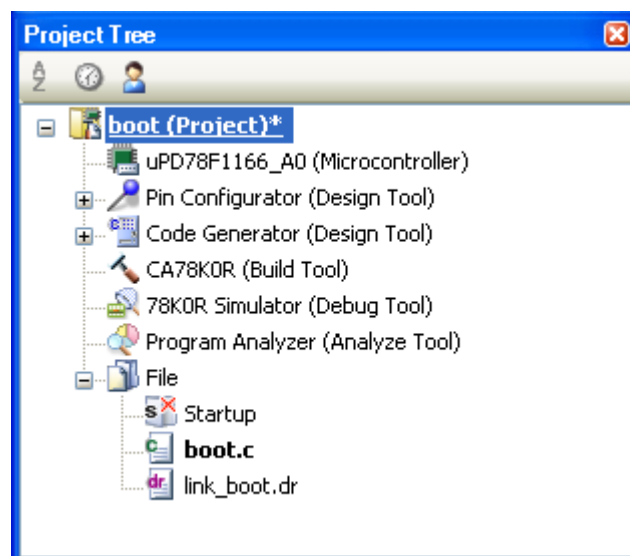 Project Tree
boot (Project)*
uPD78F1166_A0 (Microcontroller)
Pin Configurator (Design Tool)
Code Generator (Design Tool)
CA78K0R (Build Tool)
78K0R Simulator (Debug Tool)
Program Analyzer (Analyze Tool)
File
Startup
boot.c
link_boot.dr